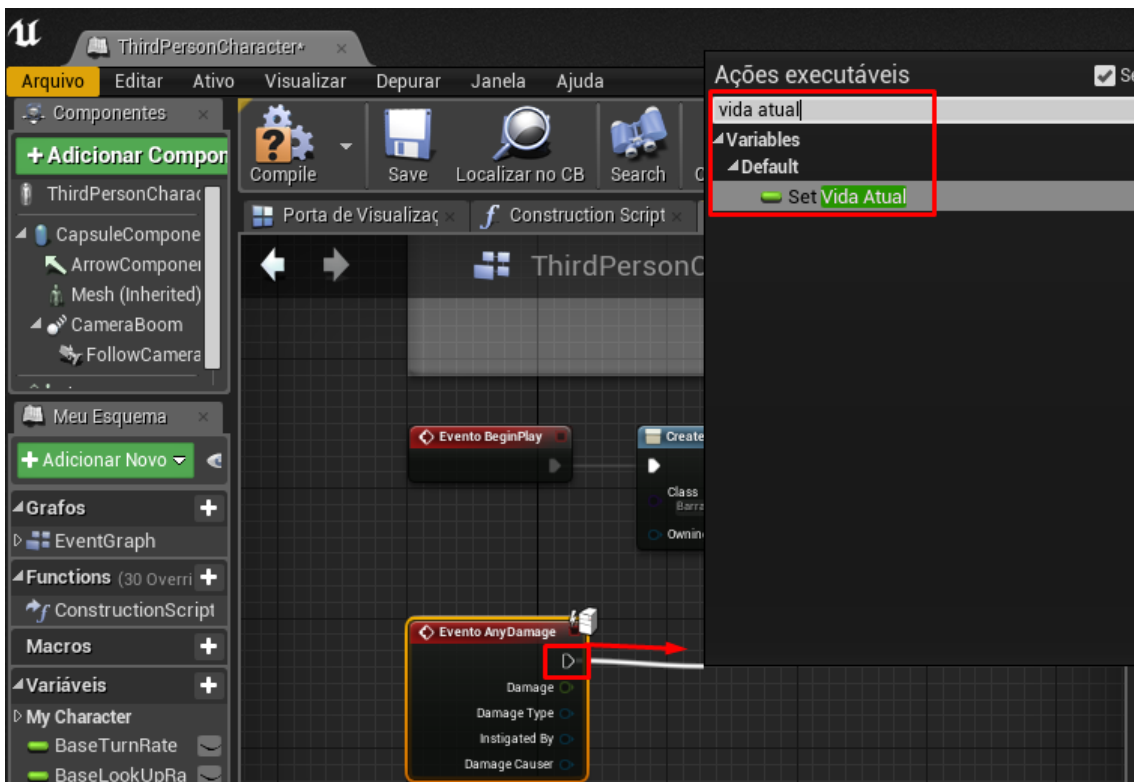 ThirdPersonCharacter*
Arquivo Editar Ativo Visualizar Depurar Janela Ajuda
Componentes
+Adicionar Compon
ThirdPersonCharac
CapsuleCompone
ArrowComponei
Mesh (Inherited)
CameraBoom
FollowCamera
Compile Save Localizar no CB Search
Porta de Visualizaç Construction Script
ThirdPersonC
Ações executáveis
vida atual
Variables
Default
Set Vida Atual
Meu Esquema
+ Adicionar Novo
Grafos
EventGraph
Functions (30 Overri
ConstructionScript
Macros
Variáveis
My Character
BaseTurnRate
BaseLookUpRa
Evento BeginPlay
Create
Class
Barra
Ownin
Evento AnyDamage
Damage
Damage Type
Instigated By
Damage Causer